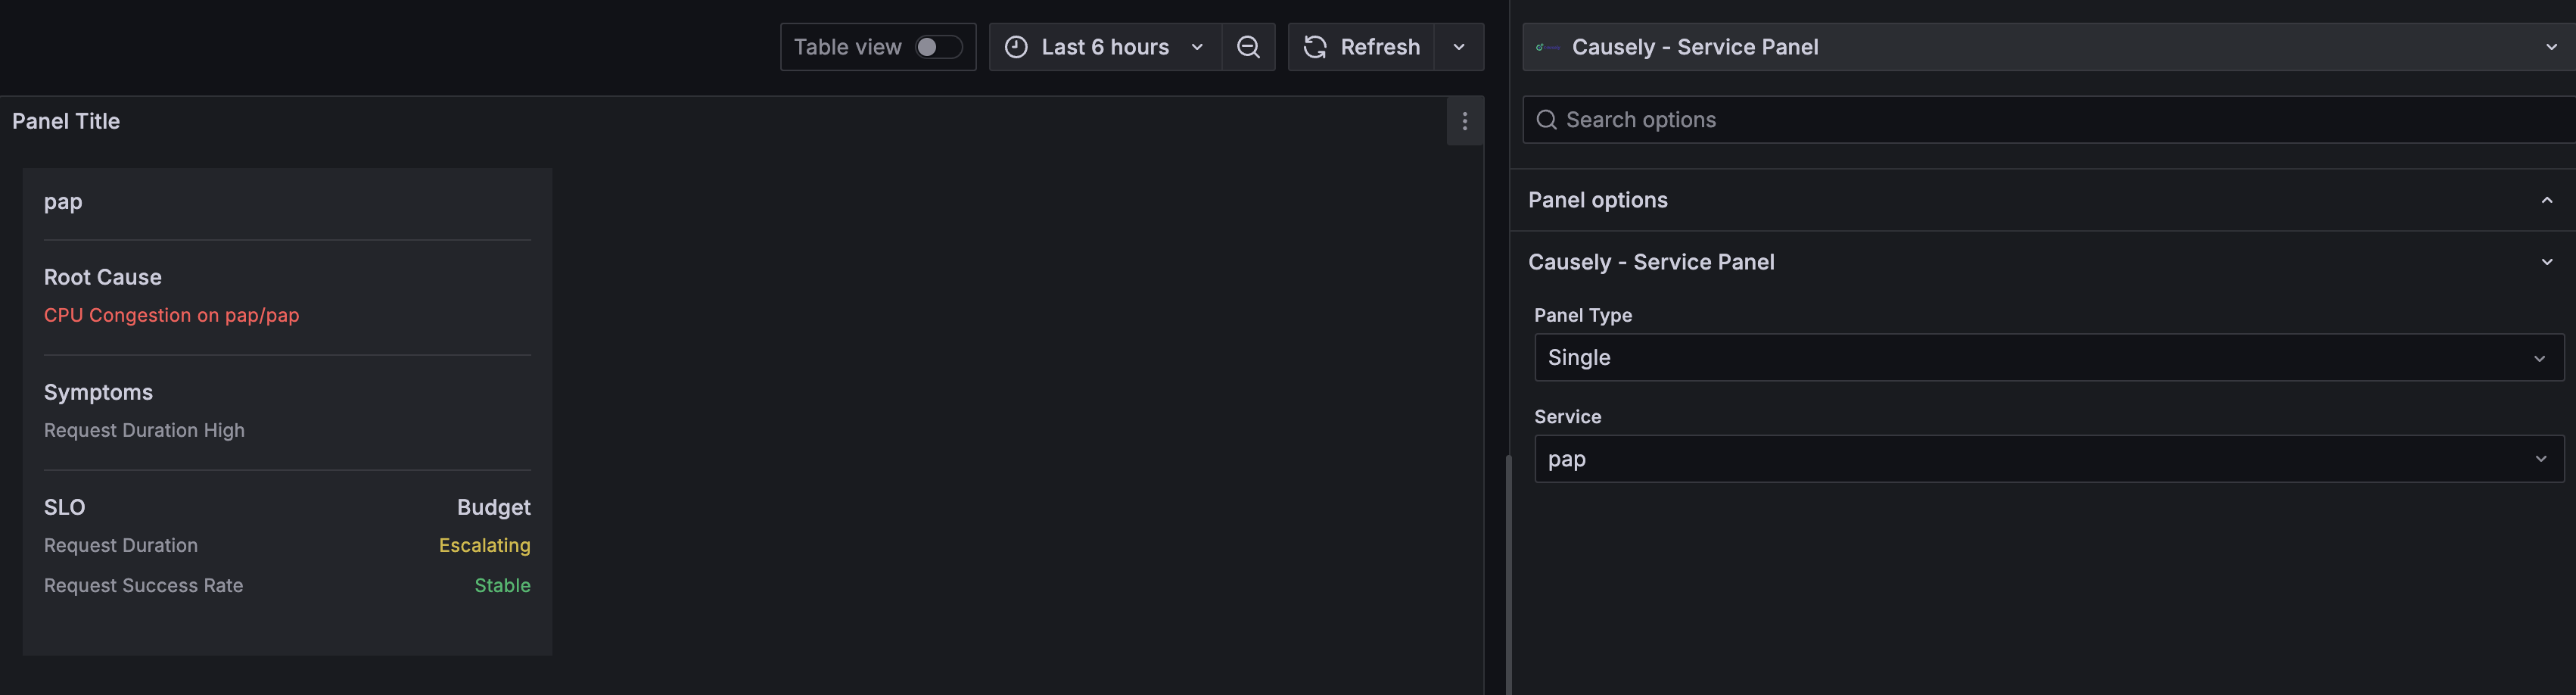 Table view
Last 6 hours
Refresh
Causely - Service Panel
Search options
Panel Title
pap
Root Cause
CPU Congestion on pap/pap
Symptoms
Request Duration High
SLO Budget
Request Duration Escalating
Request Success Rate Stable
Panel options
Causely - Service Panel
Panel Type
Single
Service
pap